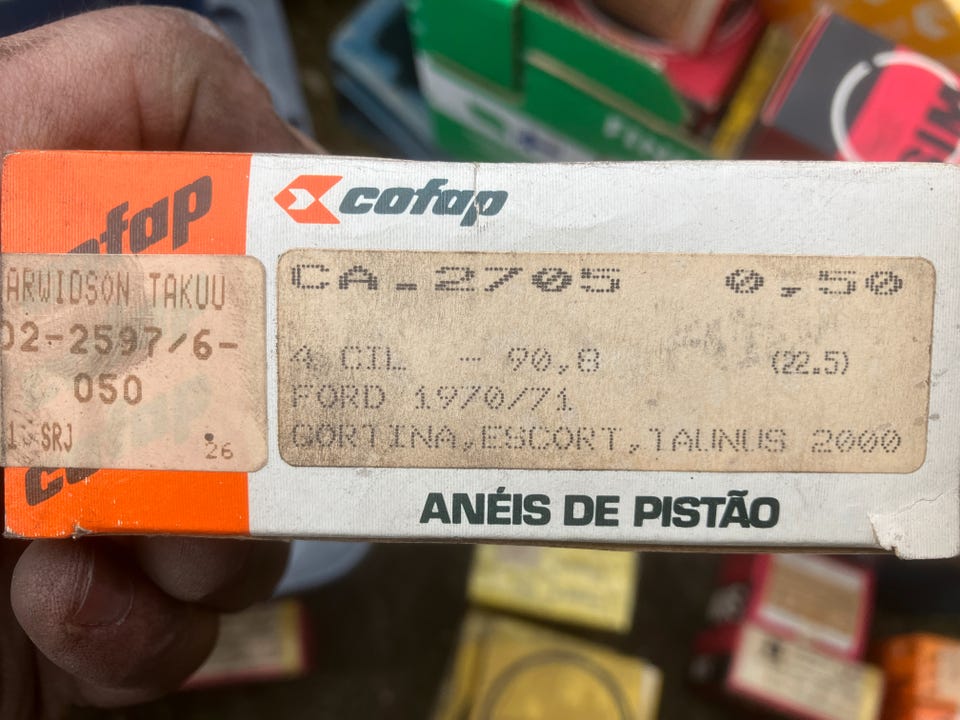 cofap
cofap
ARWIDSON TAKUU
02-2597/6-
050
SRJ
26
CA.2705 0,50
4 CIL - 90,8 (22.5)
FORD 1970/71
CORTINA,ESCORT,TAUNUS 2000
ANÉIS DE PISTÃO